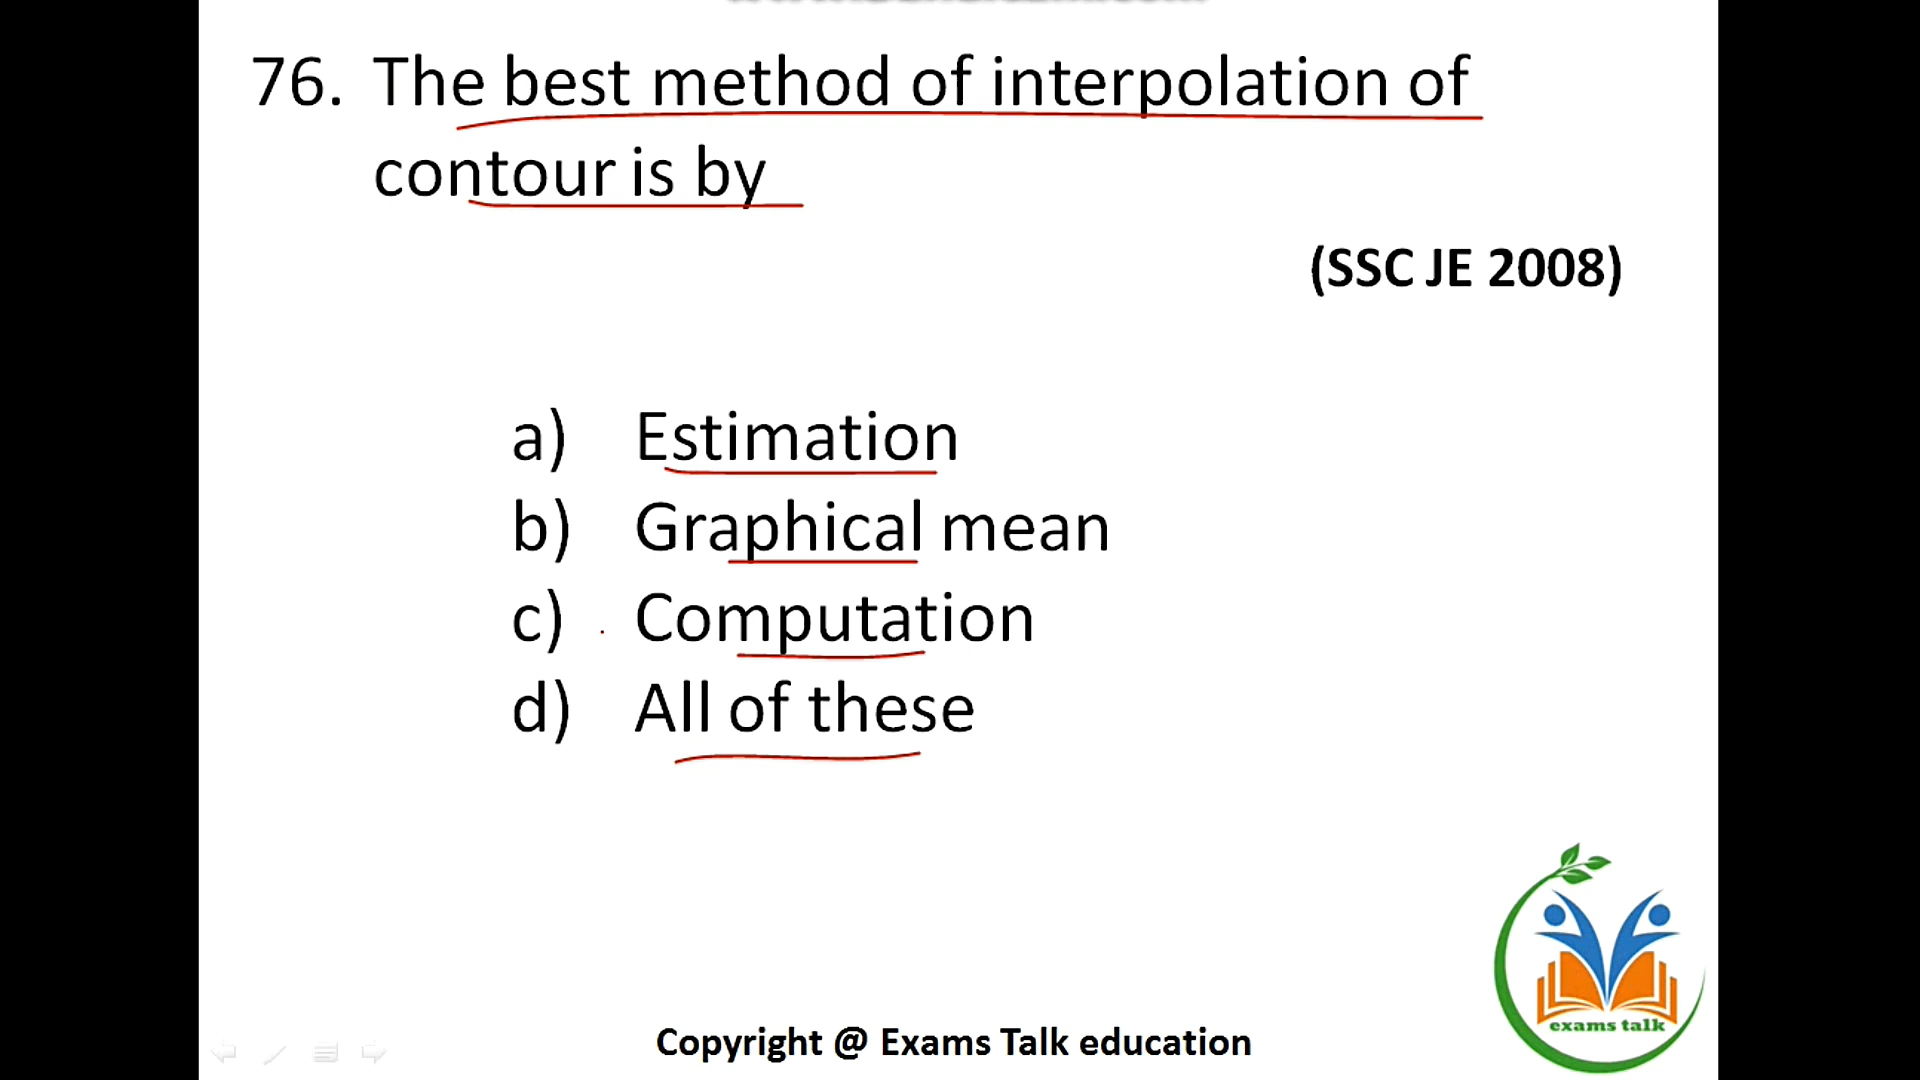 76. The best method of interpolation of
contour is by
(SSC JE 2008)
a) Estimation
b) Graphical mean
c) Computation
d) All of these
exams talk
Copyright @ Exams Talk education